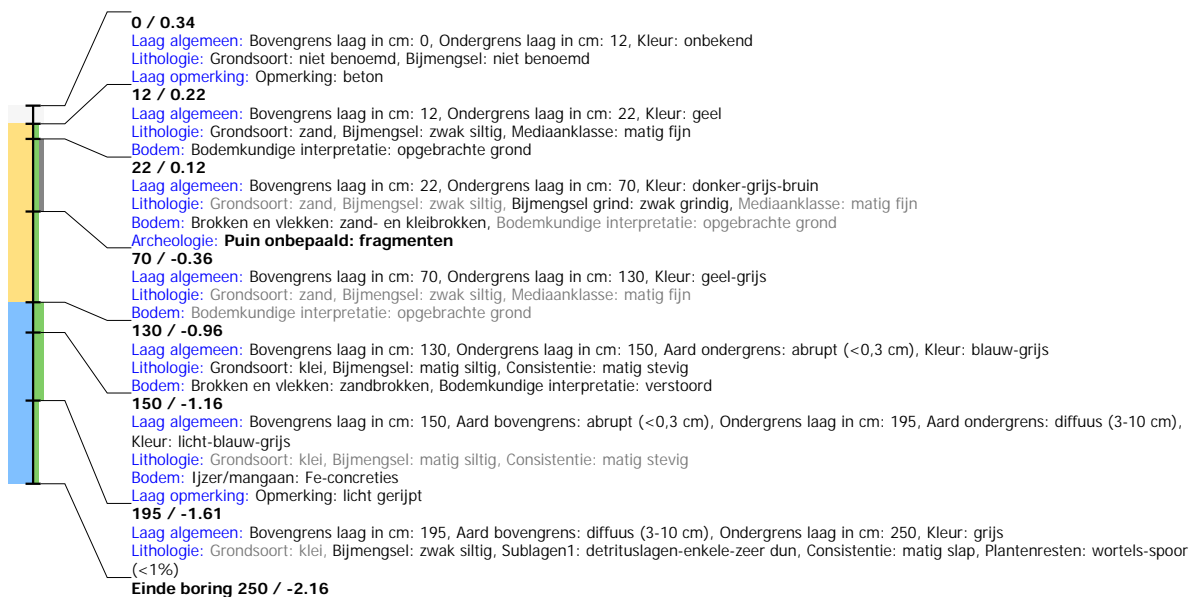 0 / 0.34
Laag algemeen: Bovengrens laag in cm: 0, Ondergrens laag in cm: 12, Kleur: onbekend
Lithologie: Grondsoort: niet benoemd, Bijmengsel: niet benoemd
Laag opmerking: Opmerking: beton
12 / 0.22
Laag algemeen: Bovengrens laag in cm: 12, Ondergrens laag in cm: 22, Kleur: geel
Lithologie: Grondsoort: zand, Bijmengsel: zwak siltig, Mediaanklasse: matig fijn
Bodem: Bodemkundige interpretatie: opgebrachte grond
22 / 0.12
Laag algemeen: Bovengrens laag in cm: 22, Ondergrens laag in cm: 70, Kleur: donker-grijs-bruin
Lithologie: Grondsoort: zand, Bijmengsel: zwak siltig, Bijmengsel grind: zwak grindig, Mediaanklasse: matig fijn
Bodem: Brokken en vlekken: zand- en kleibrokken, Bodemkundige interpretatie: opgebrachte grond
Archeologie: Puin onbepaald: fragmenten
70 / -0.36
Laag algemeen: Bovengrens laag in cm: 70, Ondergrens laag in cm: 130, Kleur: geel-grijs
Lithologie: Grondsoort: zand, Bijmengsel: zwak siltig, Mediaanklasse: matig fijn
Bodem: Bodemkundige interpretatie: opgebrachte grond
130 / -0.96
Laag algemeen: Bovengrens laag in cm: 130, Ondergrens laag in cm: 150, Aard ondergrens: abrupt (<0,3 cm), Kleur: blauw-grijs
Lithologie: Grondsoort: klei, Bijmengsel: matig siltig, Consistentie: matig stevig
Bodem: Brokken en vlekken: zandbrokken, Bodemkundige interpretatie: verstoord
150 / -1.16
Laag algemeen: Bovengrens laag in cm: 150, Aard bovengrens: abrupt (<0,3 cm), Ondergrens laag in cm: 195, Aard ondergrens: diffuus (3-10 cm),
Kleur: licht-blauw-grijs
Lithologie: Grondsoort: klei, Bijmengsel: matig siltig, Consistentie: matig stevig
Bodem: Ijzer/mangaan: Fe-concreties
Laag opmerking: Opmerking: licht gerijpt
195 / -1.61
Laag algemeen: Bovengrens laag in cm: 195, Aard bovengrens: diffuus (3-10 cm), Ondergrens laag in cm: 250, Kleur: grijs
Lithologie: Grondsoort: klei, Bijmengsel: zwak siltig, Sublagen1: detrituslagen-enkele-zeer dun, Consistentie: matig slap, Plantenresten: wortels-spoor
(<1%)
Einde boring 250 / -2.16